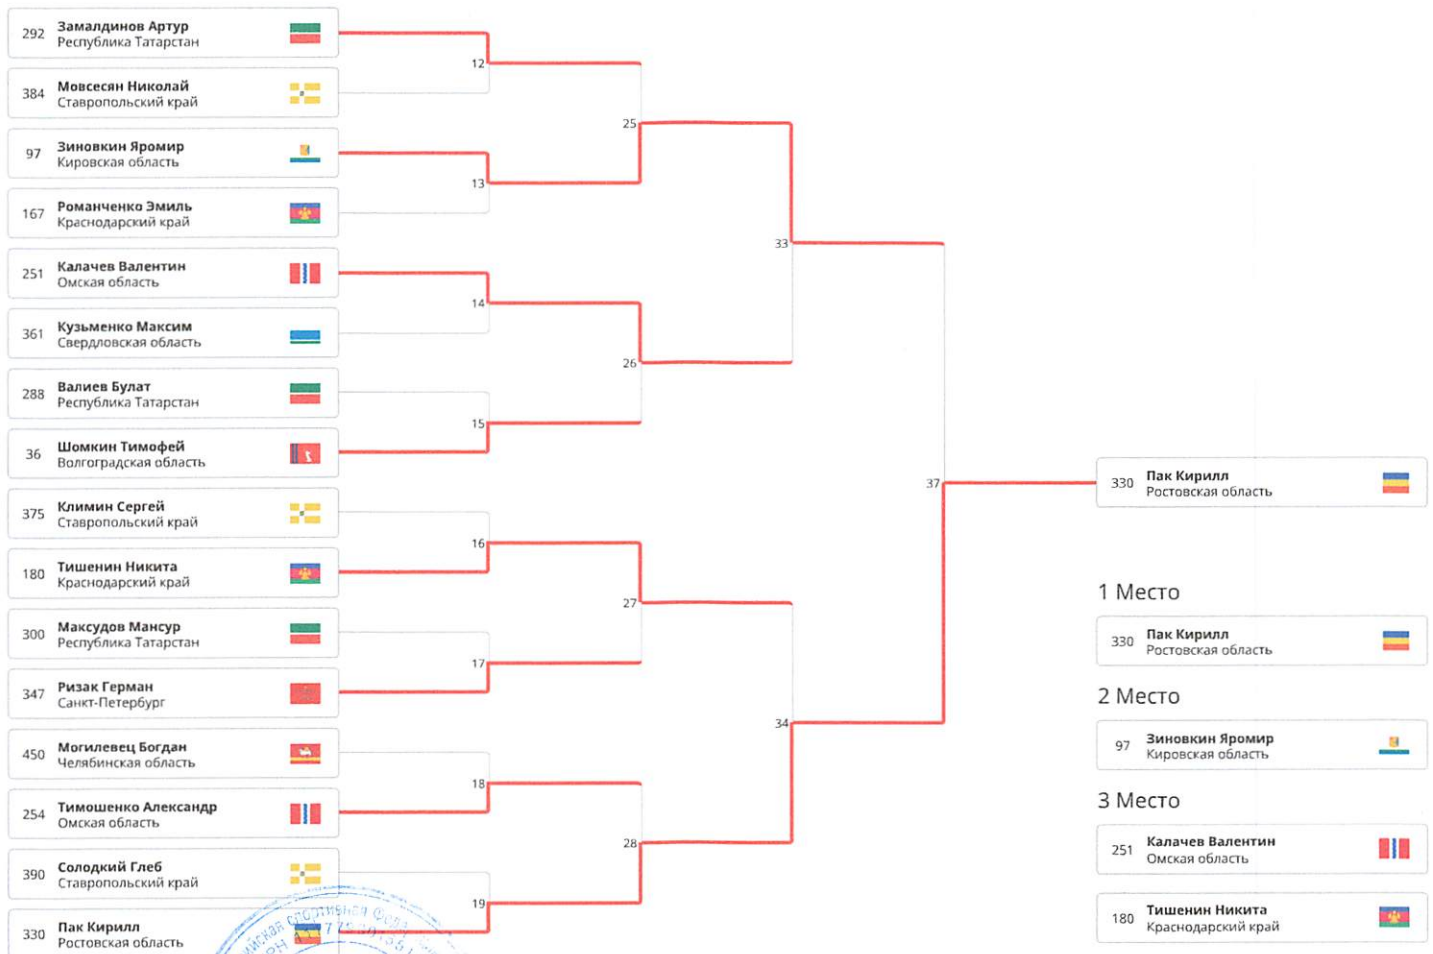 292
Замалдинов Артур
Республика Татарстан
12
384
Мовсесян Николай
Ставропольский край
25
97
Зиновкин Яромир
Кировская область
13
167
Романченко Эмиль
Краснодарский край
33
251
Калачев Валентин
Омская область
14
361
Кузьменко Максим
Свердловская область
26
288
Валиев Булат
Республика Татарстан
15
36
Шомкин Тимофей
Волгоградская область
37
330
Пак Кирилл
Ростовская область
375
Климин Сергей
Ставропольский край
16
180
Тишенин Никита
Краснодарский край
27
300
Максудов Мансур
Республика Татарстан
17
347
Ризак Герман
Санкт-Петербург
34
450
Могилевец Богдан
Челябинская область
18
254
Тимошенко Александр
Омская область
28
390
Солодкий Глеб
Ставропольский край
19
330
Пак Кирилл
Ростовская область
1 Место
330
Пак Кирилл
Ростовская область
2 Место
97
Зиновкин Яромир
Кировская область
3 Место
251
Калачев Валентин
Омская область
180
Тишенин Никита
Краснодарский край
спортивная